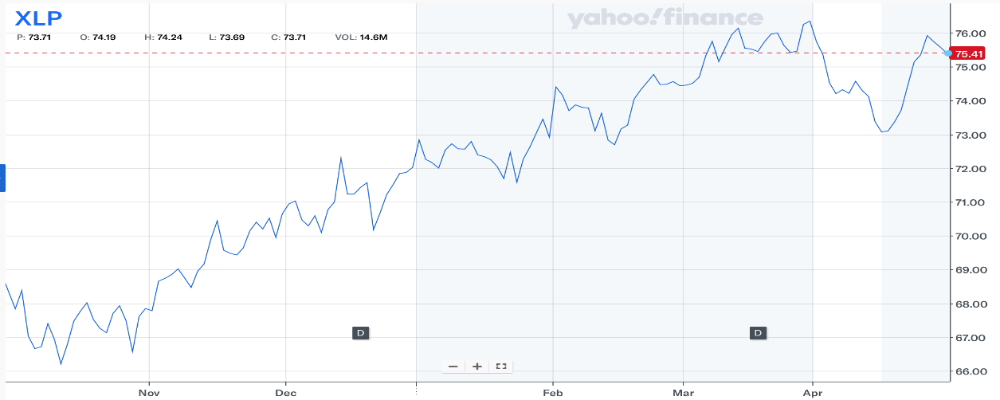 XLP
yahoo!finance
P: 73.71 O: 74.19 H: 74.24 L: 73.69 C: 73.71 VOL: 14.6M
76.00
75.41
75.00
74.00
73.00
72.00
71.00
70.00
69.00
68.00
67.00
66.00
D D
Nov Dec Feb Mar Apr